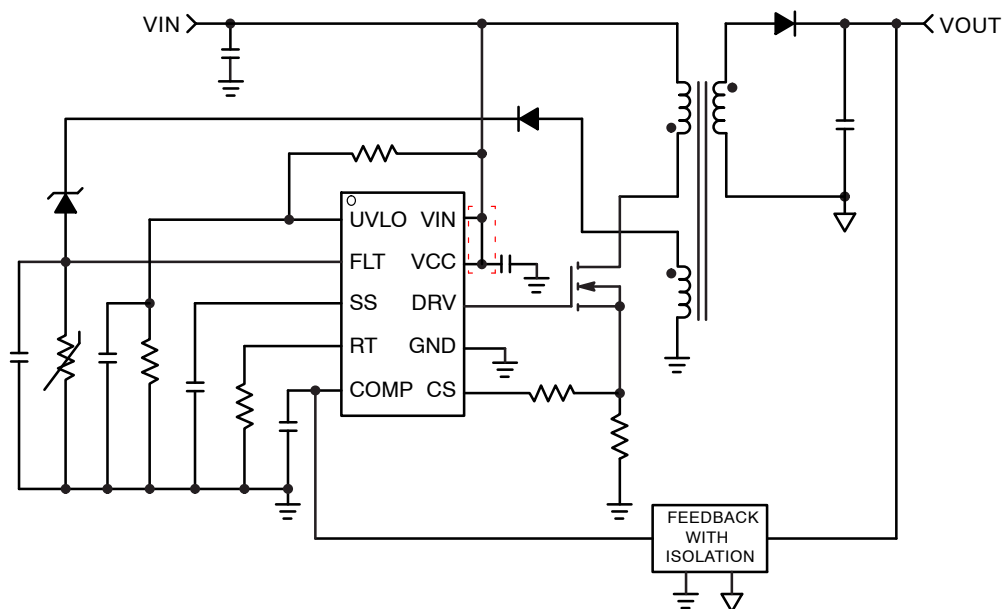 VIN
VOUT
UVLO
VIN
FLT
VCC
SS
DRV
RT
GND
COMP
CS
FEEDBACK
WITH
ISOLATION